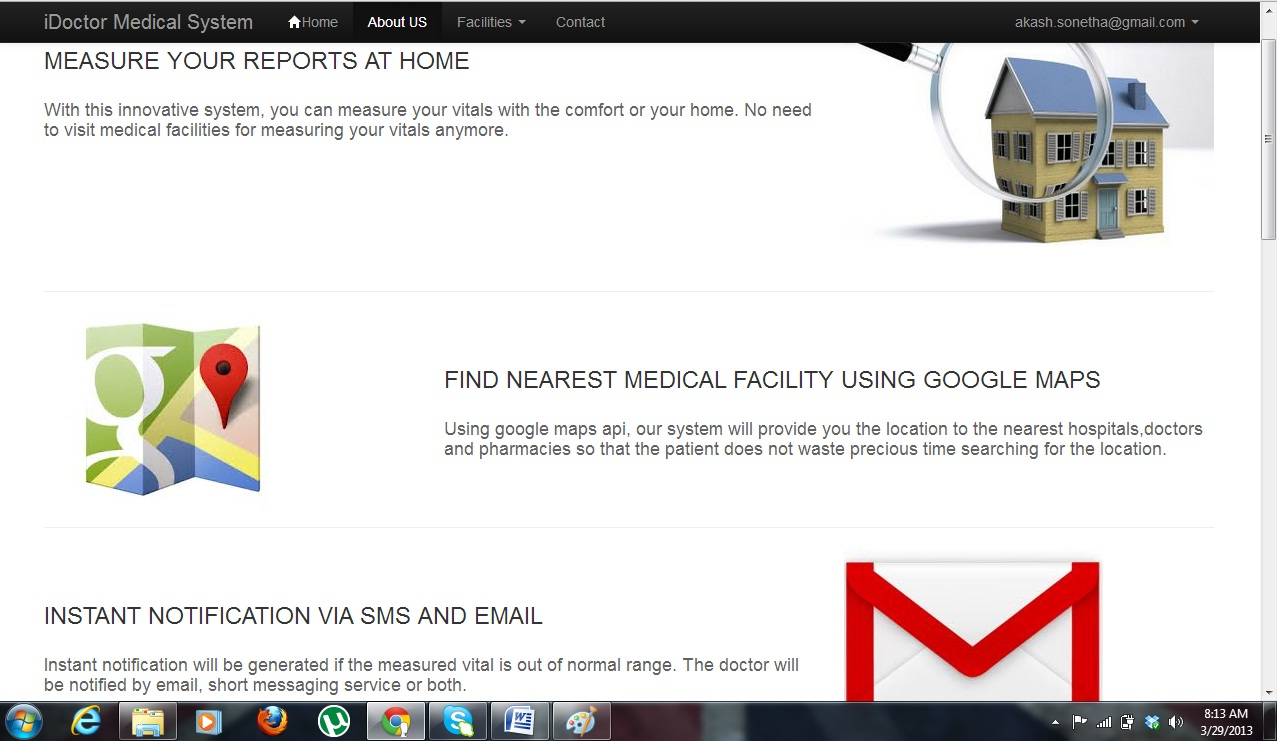 iDoctor Medical System Home About US Facilities Contact akash.sonetha@gmail.com
MEASURE YOUR REPORTS AT HOME
With this innovative system, you can measure your vitals with the comfort or your home. No need
to visit medical facilities for measuring your vitals anymore.
FIND NEAREST MEDICAL FACILITY USING GOOGLE MAPS
Using google maps api, our system will provide you the location to the nearest hospitals,doctors
and pharmacies so that the patient does not waste precious time searching for the location.
INSTANT NOTIFICATION VIA SMS AND EMAIL
Instant notification will be generated if the measured vital is out of normal range. The doctor will
be notified by email, short messaging service or both.
8:13 AM
3/29/2013